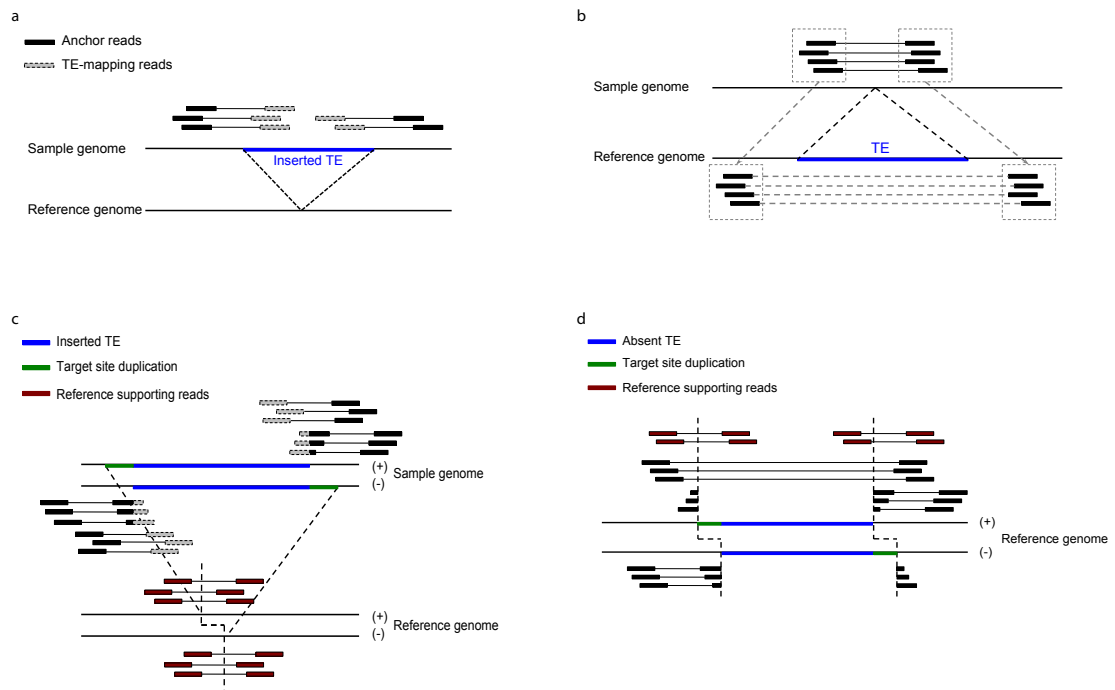 a
Anchor reads
TE-mapping reads
Sample genome
Inserted TE
Reference genome
b
Sample genome
Reference genome
TE
c
Inserted TE
Target site duplication
Reference supporting reads
(+)
Sample genome
(-)
(+)
Reference genome
(-)
d
Absent TE
Target site duplication
Reference supporting reads
(+)
Reference genome
(-)